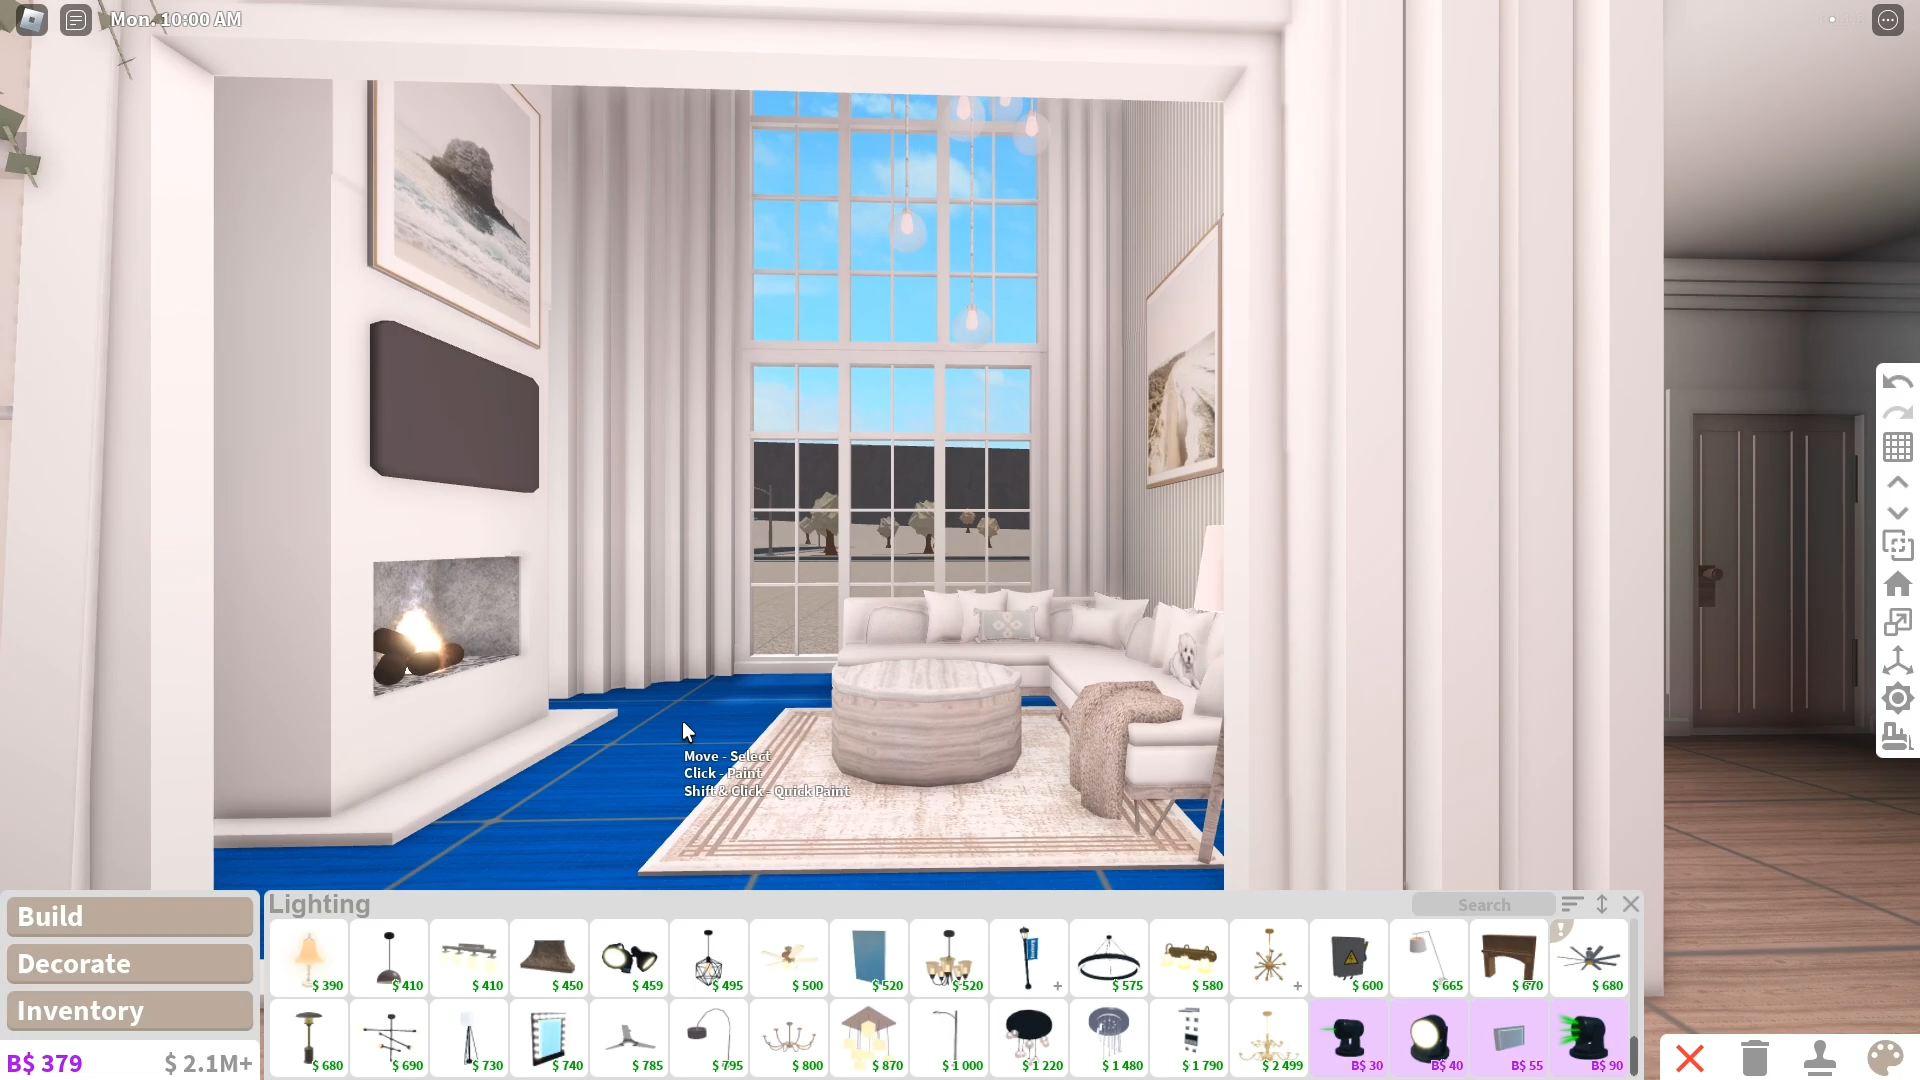 Mon. 10:00 AM
Move - Select
Click - Paint
Shift & Click - Quick Paint
Build
Decorate
Inventory
B$ 379
$ 2.1M+
Lighting
Search
$ 390
$ 410
$ 410
$ 450
$ 459
$ 495
$ 500
$ 520
$ 520
+
$ 575
$ 580
+
$ 600
$ 665
$ 670
$ 680
$ 680
$ 690
$ 730
$ 740
$ 785
$ 795
$ 800
$ 870
$ 1 000
$ 1 220
$ 1 480
$ 1 790
$ 2 499
B$ 30
B$ 40
B$ 55
B$ 90